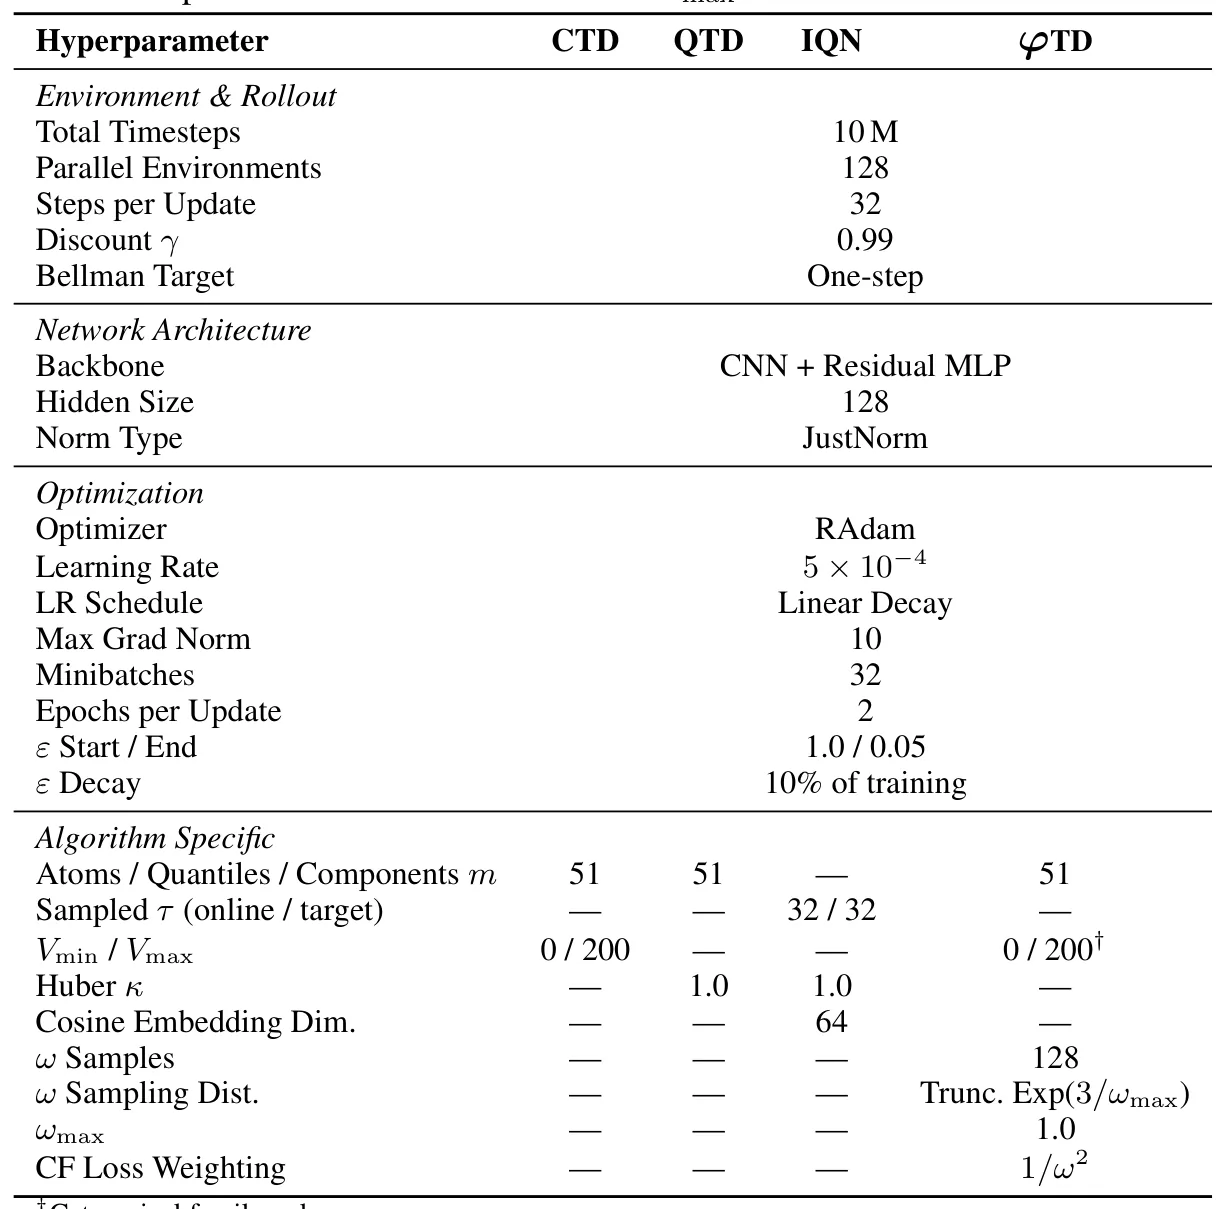 max
Hyperparameter CTD QTD IQN φTD
Environment & Rollout
Total Timesteps 10 M
Parallel Environments 128
Steps per Update 32
Discount γ 0.99
Bellman Target One-step
Network Architecture
Backbone CNN + Residual MLP
Hidden Size 128
Norm Type JustNorm
Optimization
Optimizer RAdam
Learning Rate 5 × 10⁻⁴
LR Schedule Linear Decay
Max Grad Norm 10
Minibatches 32
Epochs per Update 2
ε Start / End 1.0 / 0.05
ε Decay 10% of training
Algorithm Specific
Atoms / Quantiles / Components m 51 51 — 51
Sampled τ (online / target) — — 32 / 32 —
V_min / V_max 0 / 200 — — 0 / 200†
Huber κ — 1.0 1.0 —
Cosine Embedding Dim. — — 64 —
ω Samples — — — 128
ω Sampling Dist. — — — Trunc. Exp(3/ω_max)
ω_max — — — 1.0
CF Loss Weighting — — — 1/ω²